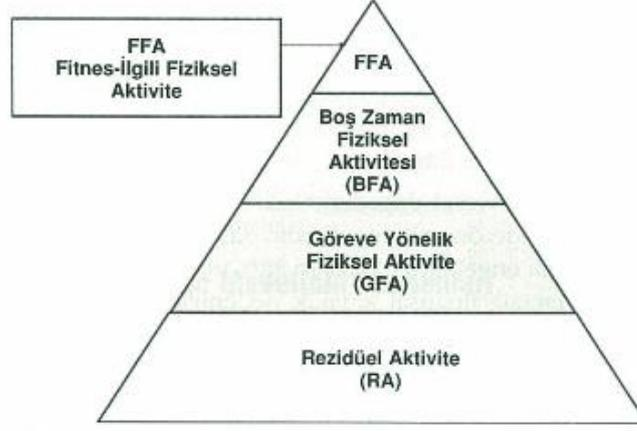 FFA
Fitnes-İlgili Fiziksel
Aktivite
FFA
Boş Zaman
Fiziksel
Aktivitesi
(BFA)
Göreve Yönelik
Fiziksel Aktivite
(GFA)
Rezidüel Aktivite
(RA)